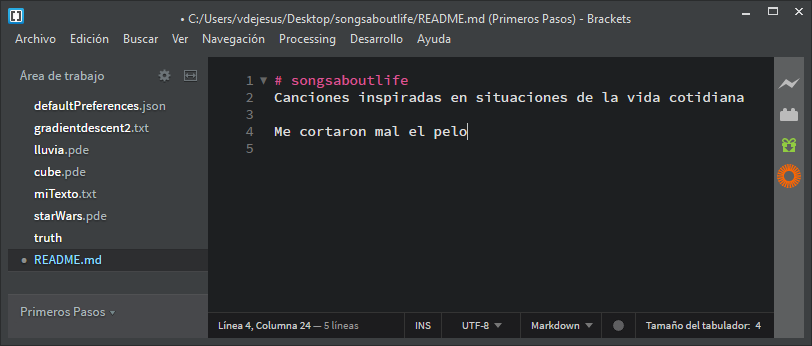 • C:/Users/vdejesus/Desktop/songsaboutlife/README.md (Primeros Pasos) - Brackets
Archivo Edición Buscar Ver Navegación Processing Desarrollo Ayuda
Área de trabajo
defaultPreferences.json
gradientdescent2.txt
lluvia.pde
cube.pde
miTexto.txt
starWars.pde
truth
README.md
Primeros Pasos
1 # songsaboutlife
2 Canciones inspiradas en situaciones de la vida cotidiana
3
4 Me cortaron mal el pelo
5
Línea 4, Columna 24 — 5 líneas INS UTF-8 Markdown Tamaño del tabulador: 4